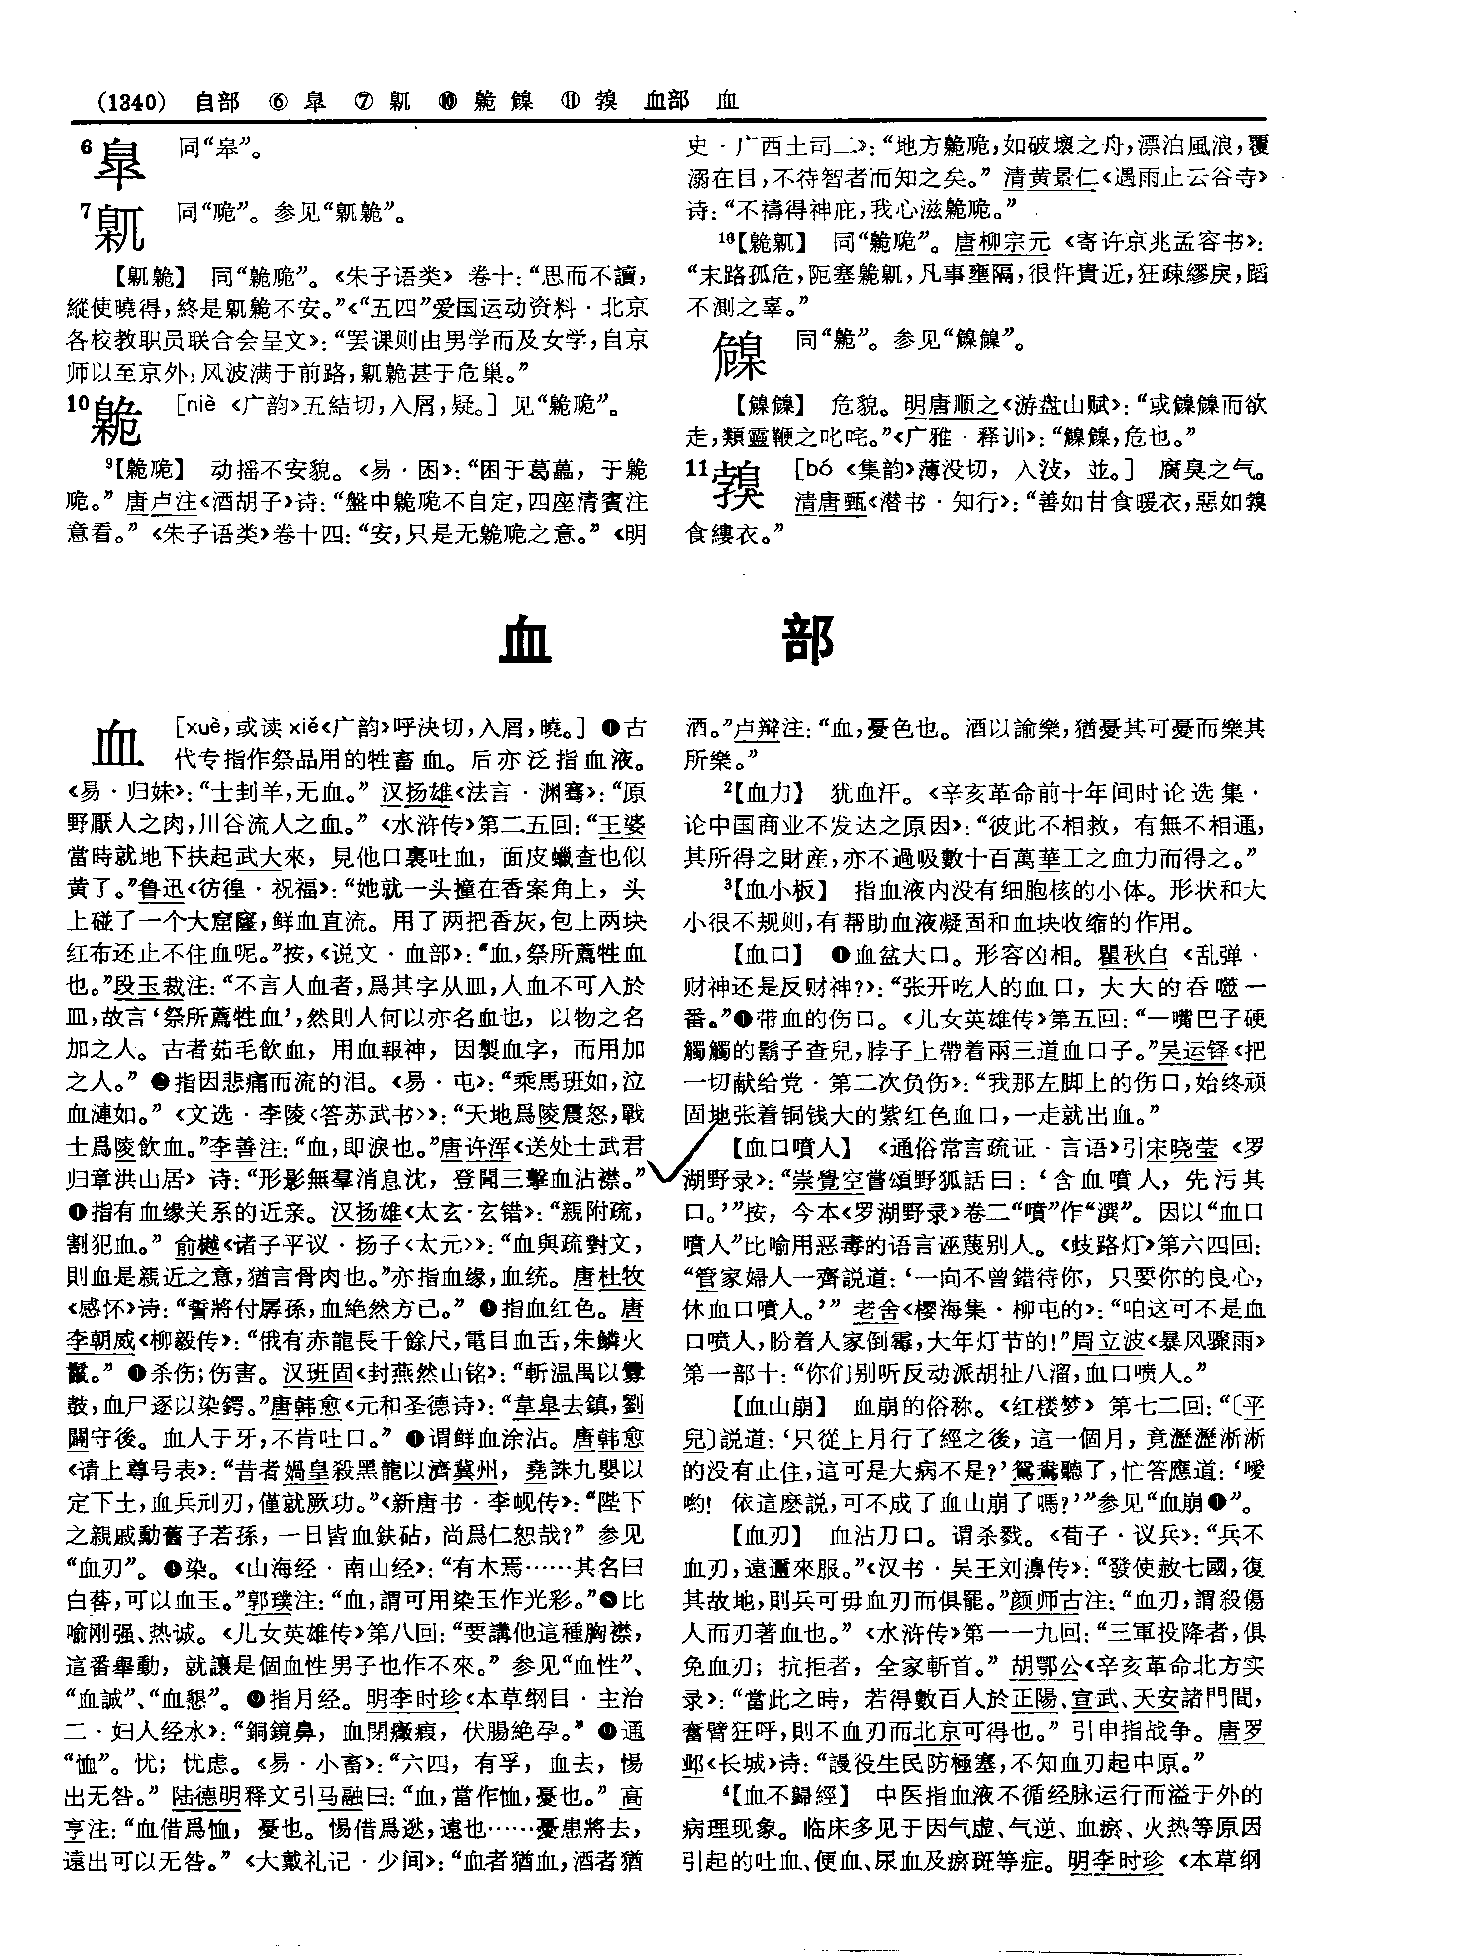 (1340) 自部 ⑥ 臯 ⑦ 臲 ⑩ 臲 𦤞 ⑪ 血部 血
6 臯 同“皋”。
7 同“臲”。参见
同“臲卼”。《朱子语类》 卷十：“思而不讀，
縱使曉得，終是 不安。”《“五四”爱国运动资料·北京
各校教职员联合会呈文》：“罢课则由男学而及女学，自京
师以至京外，风波满于前路， 甚于危巢。”
10 臲 [niè 《广韵》五結切，入屑，疑。] 见“臲卼”。
⁹【臲卼】 动摇不安貌。《易·困》：“困于葛藟，于臲
卼。”唐卢注《酒胡子》诗：“盤中臲卼不自定，四座清賓注
意看。”《朱子语类》卷十四：“安，只是无臲卼之意。”《明
史·广西土司二》：“地方臲卼，如破壞之舟，漂泊風浪，覆
溺在目，不待智者而知之矣。” 清黄景仁《遇雨止云谷寺》
诗：“不禱得神庇，我心滋臲卼。”
同“臲卼”。唐柳宗元《寄许京兆孟容书》：
“末路孤危，阨塞 ，凡事壅隔，很忤貴近，狂疎繆戾，蹈
不測之辜。”
同“臲”。参见
危貌。明唐顺之《游盘山赋》：“或 而欲
走，類靈鞭之叱咤。”《广雅·释训》：“ ，危也。”
11 [bó 《集韵》薄没切，入没，並。] 腐臭之气。
清唐甄《潜书·知行》：“善如甘食暖衣，惡如
食縷衣。”
血 部
血 [xuè，或读 xiě《广韵》呼决切，入屑，曉。] ❶古
代专指作祭品用的牲畜血。后亦泛指血液。
《易·归妹》：“士刲羊，无血。” 汉扬雄《法言·渊骞》：“原
野厭人之肉，川谷流人之血。” 《水浒传》第二五回：“王婆
當時就地下扶起武大來，見他口裏吐血，面皮蠟查也似
黄了。”鲁迅《彷徨·祝福》：“她就一头撞在香案角上，头
上碰了一个大窟窿，鲜血直流。用了两把香灰，包上两块
红布还止不住血呢。”按，《说文·血部》：“血，祭所薦牲血
也。”段玉裁注：“不言人血者，爲其字从皿，人血不可入於
皿，故言‘祭所薦牲血’，然則人何以亦名血也，以物之名
加之人。古者茹毛飲血，用血報神，因製血字，而用加
之人。” ❷指因悲痛而流的泪。《易·屯》：“乘馬班如，泣
血漣如。” 《文选·李陵〈答苏武书〉》：“天地爲陵震怒，戰
士爲陵飲血。”李善注：“血，即淚也。”唐许浑《送处士武君
归章洪山居》 诗：“形影無羣消息沈，登聞三擊血沾襟。”
❸指有血缘关系的近亲。汉扬雄《太玄·玄错》：“親附疏，
割犯血。” 俞樾《诸子平议·扬子〈太元〉》：“血與疏對文，
則血是親近之意，猶言骨肉也。”亦指血缘，血统。唐杜牧
《感怀》诗：“誓將付孱孫，血絶然方已。” ❹指血红色。唐
李朝威《柳毅传》：“俄有赤龍長千餘尺，電目血舌，朱鱗火
鬣。” ❺杀伤；伤害。汉班固《封燕然山铭》：“斬温禺以釁
鼓，血尸逐以染鍔。”唐韩愈《元和圣德诗》：“韋皋去鎮，劉
闢守後。血人于牙，不肯吐口。” ❻谓鲜血涂沾。唐韩愈
《请上尊号表》：“昔者媧皇殺黑龍以濟冀州，堯誅九嬰以
定下土，血兵刓刃，僅就厥功。”《新唐书·李岘传》：“陛下
之親戚動舊子若孫，一日皆血鈇砧，尚爲仁恕哉？” 参见
“血刃”。 ❼染。《山海经·南山经》：“有木焉……其名曰
白䓘，可以血玉。”郭璞注：“血，謂可用染玉作光彩。”❽比
喻刚强、热诚。《儿女英雄传》第八回：“要講他這種胸襟，
這番舉動，就讓是個血性男子也作不來。” 参见“血性”、
“血誠”、“血懇”。 ❾指月经。明李时珍《本草纲目·主治
二·妇人经水》：“銅鏡鼻，血閉癥瘕，伏腸絶孕。” ❿通
“恤”。忧；忧虑。《易·小畜》：“六四，有孚，血去，惕
出无咎。” 陆德明释文引马融曰：“血，當作恤，憂也。” 高
亨注：“血借爲恤，憂也。惕借爲逖，遠也……憂患將去，
遠出可以无咎。”《大戴礼记·少间》：“血者猶血，酒者猶
酒。”卢辩注：“血，憂色也。酒以諭樂，猶憂其可憂而樂其
所樂。”
²【血力】 犹血汗。《辛亥革命前十年间时论选集·
论中国商业不发达之原因》：“彼此不相救，有無不相通，
其所得之財産，亦不過吸數十百萬華工之血力而得之。”
³【血小板】 指血液内没有细胞核的小体。形状和大
小很不规则，有帮助血液凝固和血块收缩的作用。
【血口】 ❶血盆大口。形容凶相。瞿秋白《乱弹·
财神还是反财神？》：“张开吃人的血口，大大的吞噬一
番。”❷带血的伤口。《儿女英雄传》第五回：“一嘴巴子硬
觸觸的鬍子查兒，脖子上帶着兩三道血口子。”吴运铎《把
一切献给党·第二次负伤》：“我那左脚上的伤口，始终顽
固地张着铜钱大的紫红色血口，一走就出血。”
【血口噴人】 《通俗常言疏证·言语》引宋晓莹《罗
湖野录》：“崇覺空嘗頌野狐話曰：‘含血噴人，先污其
口。’”按，今本《罗湖野录》卷二“噴”作“潠”。因以“血口
噴人”比喻用恶毒的语言诬蔑别人。《歧路灯》第六四回：
“管家婦人一齊説道：‘一向不曾錯待你，只要你的良心，
休血口噴人。’” 老舍《樱海集·柳屯的》：“咱这可不是血
口喷人，盼着人家倒霉，大年灯节的！”周立波《暴风骤雨》
第一部十：“你们别听反动派胡扯八溜，血口喷人。”
【血山崩】 血崩的俗称。《红楼梦》 第七二回：“〔平
兒〕説道：‘只從上月行了經之後，這一個月，竟瀝瀝淅淅
的没有止住，這可是大病不是？’鴛鴦聽了，忙答應道：‘噯
喲！依這麽説，可不成了血山崩了嗎？’”参见“血崩❶”。
【血刃】 血沾刀口。谓杀戮。《荀子·议兵》：“兵不
血刃，遠邇來服。”《汉书·吴王刘濞传》：“發使赦七國，復
其故地，則兵可毋血刃而俱罷。”颜师古注：“血刃，謂殺傷
人而刃著血也。” 《水浒传》第一一九回：“三軍投降者，俱
免血刃；抗拒者，全家斬首。” 胡鄂公《辛亥革命北方实
录》：“當此之時，若得數百人於正陽、宣武、天安諸門間，
奮臂狂呼，則不血刃而北京可得也。” 引申指战争。唐罗
邺《长城》诗：“謾役生民防極塞，不知血刃起中原。”
⁴【血不歸經】 中医指血液不循经脉运行而溢于外的
病理现象。临床多见于因气虚、气逆、血瘀、火热等原因
引起的吐血、便血、尿血及瘀斑等症。明李时珍《本草纲